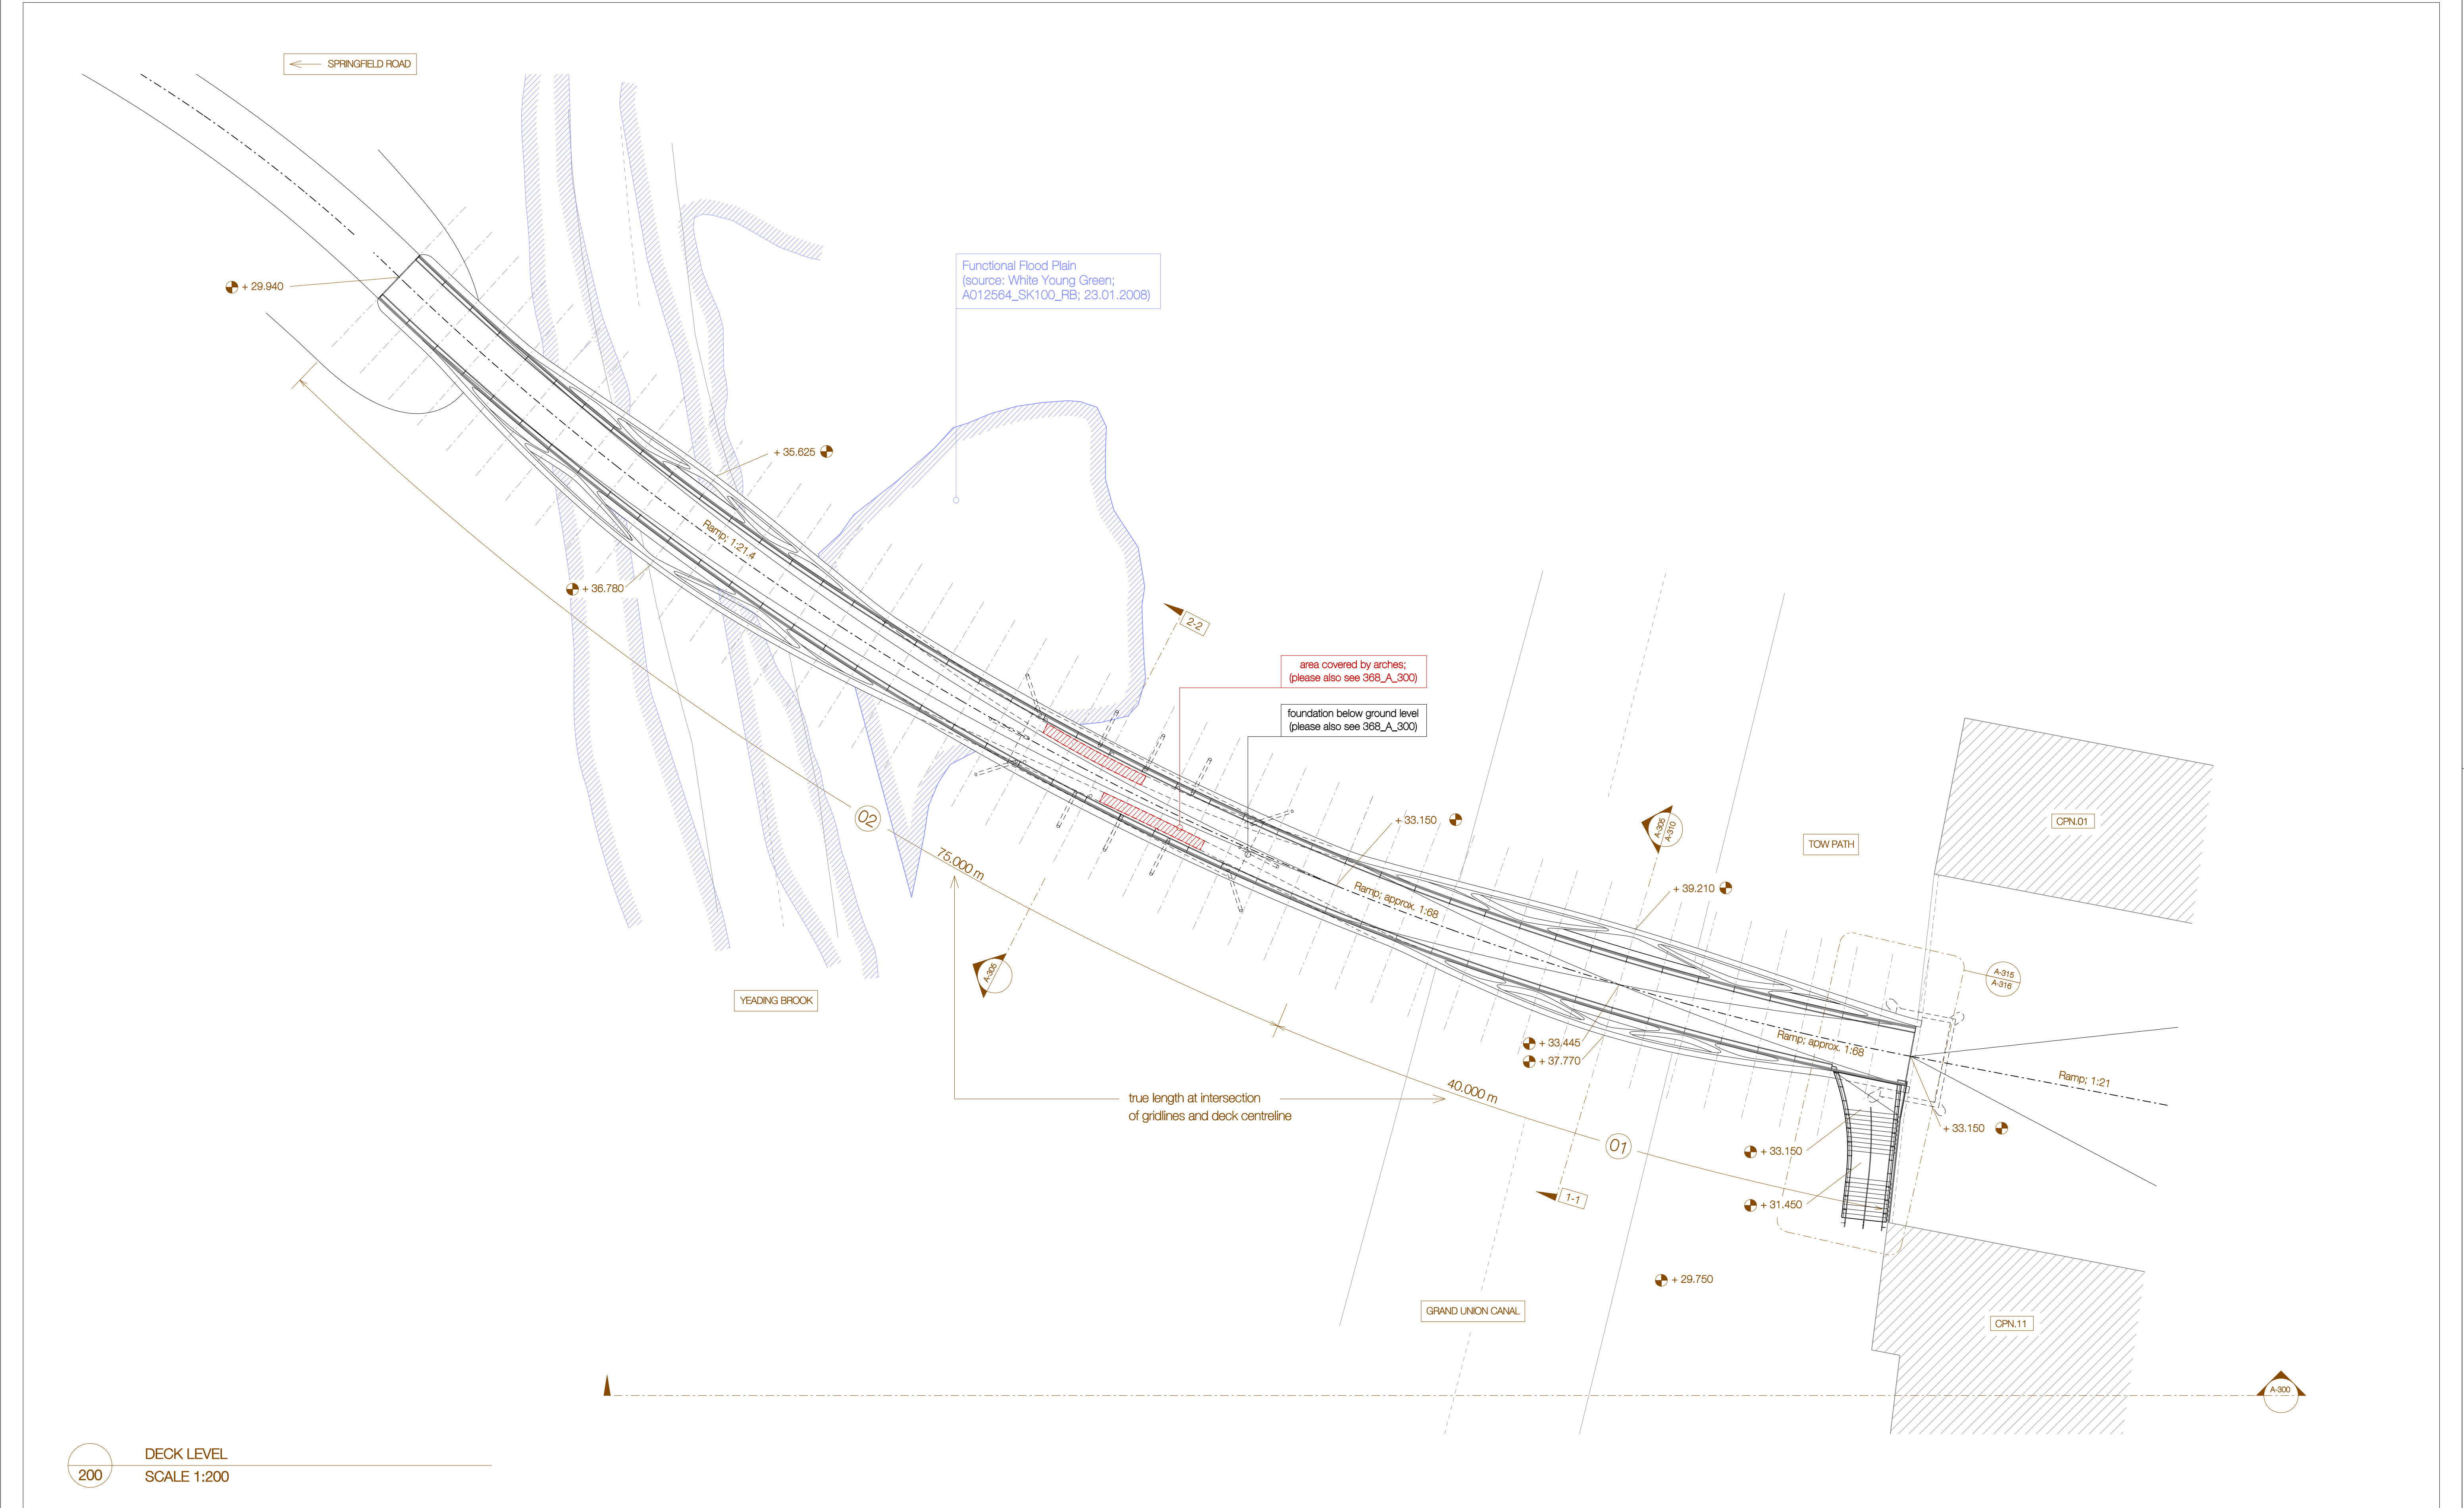 SPRINGFIELD ROAD
+ 29.940
Functional Flood Plain
(source: White Young Green;
A012564_SK100_RB; 23.01.2008)
+ 35.625
Ramp; 1:21.4
+ 36.780
2-2
area covered by arches;
(please also see 368_A_300)
foundation below ground level
(please also see 368_A_300)
02
75.000 m
+ 33.150
A-305
A-310
TOW PATH
CPN.01
Ramp; approx. 1:68
+ 39.210
A-305
YEADING BROOK
A-315
A-316
+ 33.445
+ 37.770
Ramp; approx. 1:68
Ramp; 1:21
40.000 m
true length at intersection
of gridlines and deck centreline
01
+ 33.150
+ 33.150
1-1
+ 31.450
+ 29.750
GRAND UNION CANAL
CPN.11
A-300
200
DECK LEVEL
SCALE 1:200